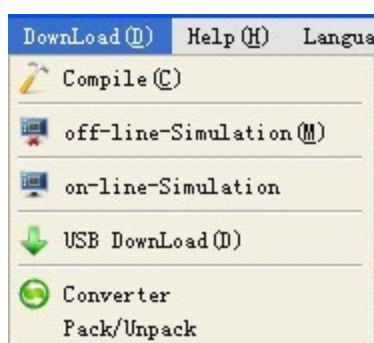 DownLoad(D) Help(H) Langua
Compile(C)
off-line-Simulation(M)
on-line-Simulation
USB DownLoad(D)
Converter
Pack/Unpack